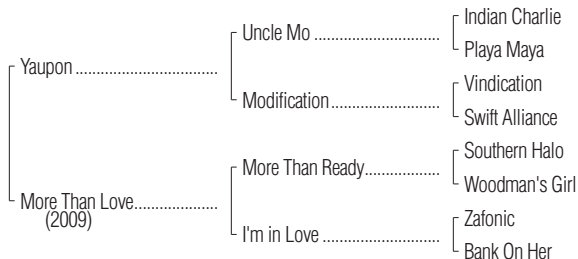 Indian Charlie
Uncle Mo ........................................
Playa Maya
Yaupon ..............................................
Vindication
Modification....................................
Swift Alliance
Southern Halo
More Than Ready........................
Woodman's Girl
More Than Love...........................
(2009)
Zafonic
I'm in Love ......................................
Bank On Her